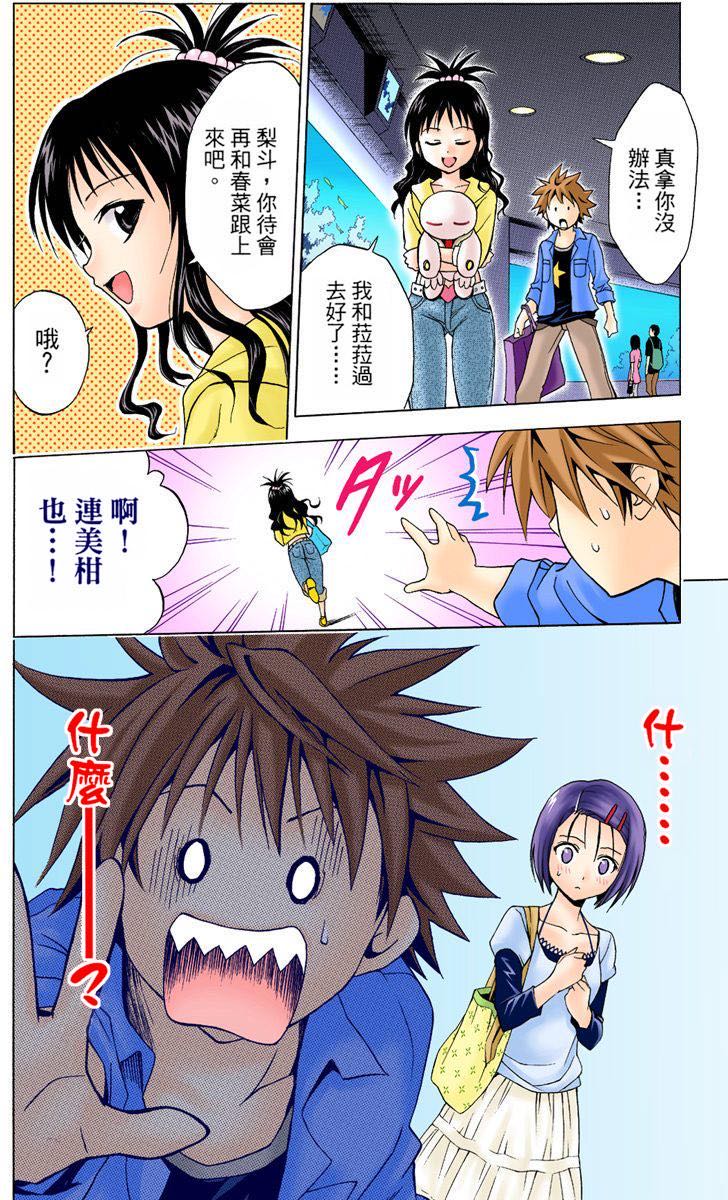 真拿你沒
辦法…
我和菈菈過
去好了……
梨斗，你待會
再和春菜跟上
來吧。
哦？
タッ
啊！
連美柑
也…！
什……
什麼——？